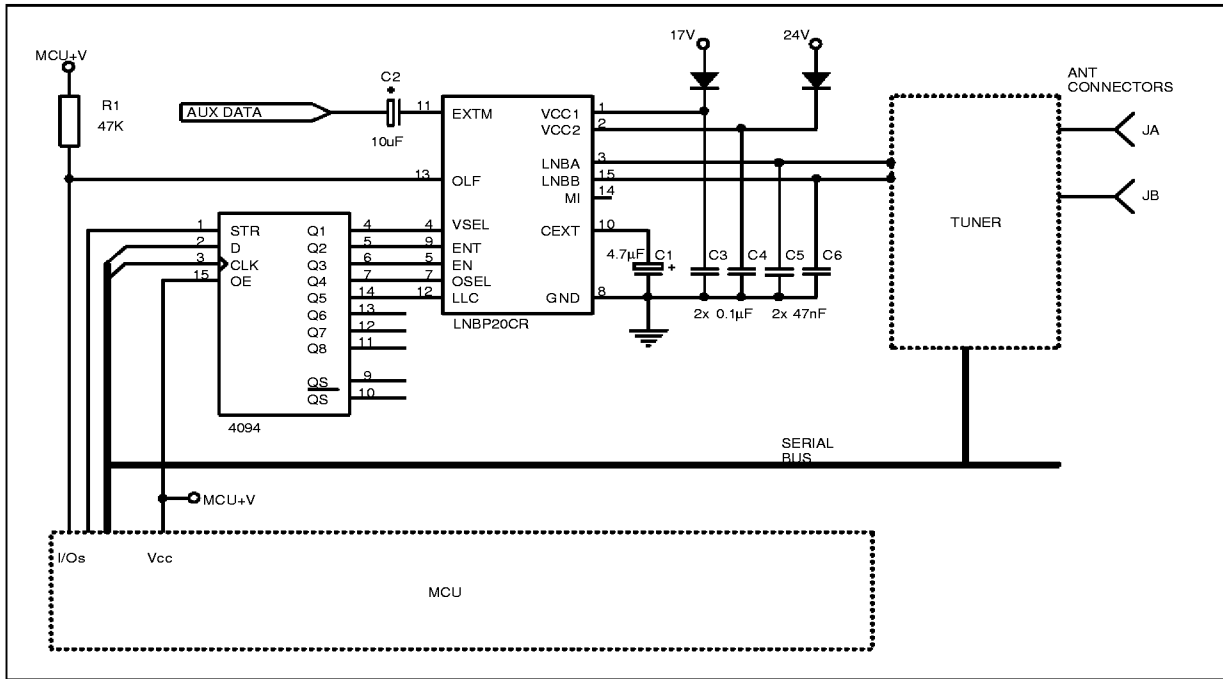 MCU+V
R1
47K
AUX DATA
C2
+
10uF
11
EXTM
13
OLF
4
VSEL
9
ENT
5
EN
7
OSEL
12
LLC
VCC1
1
VCC2
2
LNBA
3
LNBB
15
MI
14
CEXT
10
GND
8
LNBP20CR
17V
24V
4.7µF
C1
+
C3
C4
C5
C6
2x 0.1µF
2x 47nF
TUNER
ANT
CONNECTORS
JA
JB
1
STR
2
D
3
CLK
15
OE
Q1
4
Q2
5
Q3
6
Q4
7
Q5
14
Q6
13
Q7
12
Q8
11
QS
9
QS
10
4094
SERIAL
BUS
MCU+V
I/Os
Vcc
MCU